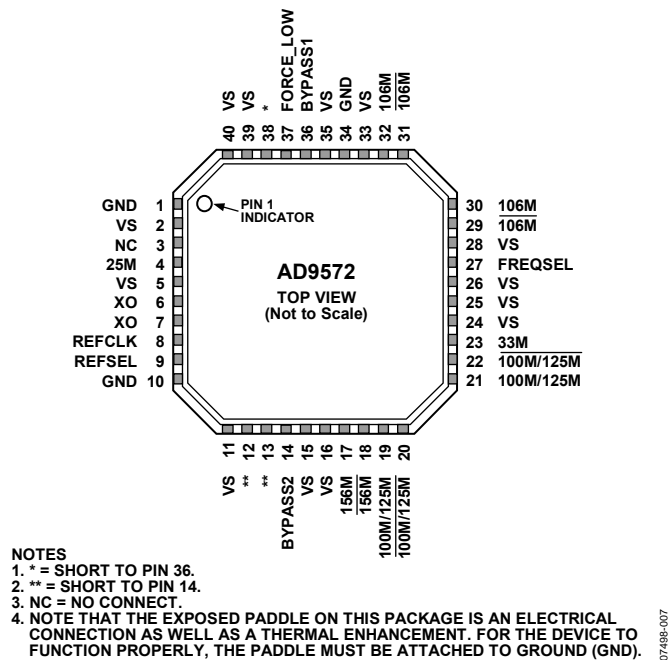 FORCE_LOW
BYPASS1
VS
VS
*
VS
GND
VS
106M
106M
40
39
38
37
36
35
34
33
32
31
GND 1
VS 2
NC 3
25M 4
VS 5
XO 6
XO 7
REFCLK 8
REFSEL 9
GND 10
PIN 1
INDICATOR
AD9572
TOP VIEW
(Not to Scale)
30 106M
29 106M
28 VS
27 FREQSEL
26 VS
25 VS
24 VS
23 33M
22 100M/125M
21 100M/125M
11
12
13
14
15
16
17
18
19
20
VS
**
**
BYPASS2
VS
VS
156M
156M
100M/125M
100M/125M
NOTES
1. * = SHORT TO PIN 36.
2. ** = SHORT TO PIN 14.
3. NC = NO CONNECT.
4. NOTE THAT THE EXPOSED PADDLE ON THIS PACKAGE IS AN ELECTRICAL
CONNECTION AS WELL AS A THERMAL ENHANCEMENT. FOR THE DEVICE TO
FUNCTION PROPERLY, THE PADDLE MUST BE ATTACHED TO GROUND (GND).
07498-007